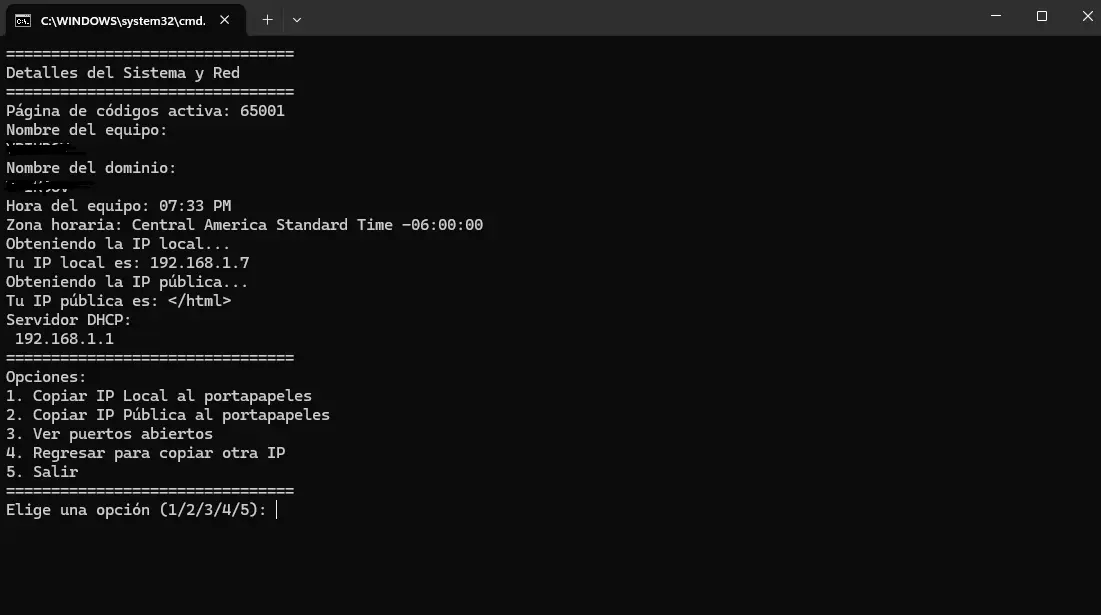 C:\WINDOWS\system32\cmd.
================================
Detalles del Sistema y Red
================================
Página de códigos activa: 65001
Nombre del equipo:
Nombre del dominio:
Hora del equipo: 07:33 PM
Zona horaria: Central America Standard Time -06:00:00
Obteniendo la IP local...
Tu IP local es: 192.168.1.7
Obteniendo la IP pública...
Tu IP pública es: </html>
Servidor DHCP:
192.168.1.1
================================
Opciones:
1. Copiar IP Local al portapapeles
2. Copiar IP Pública al portapapeles
3. Ver puertos abiertos
4. Regresar para copiar otra IP
5. Salir
================================
Elige una opción (1/2/3/4/5):